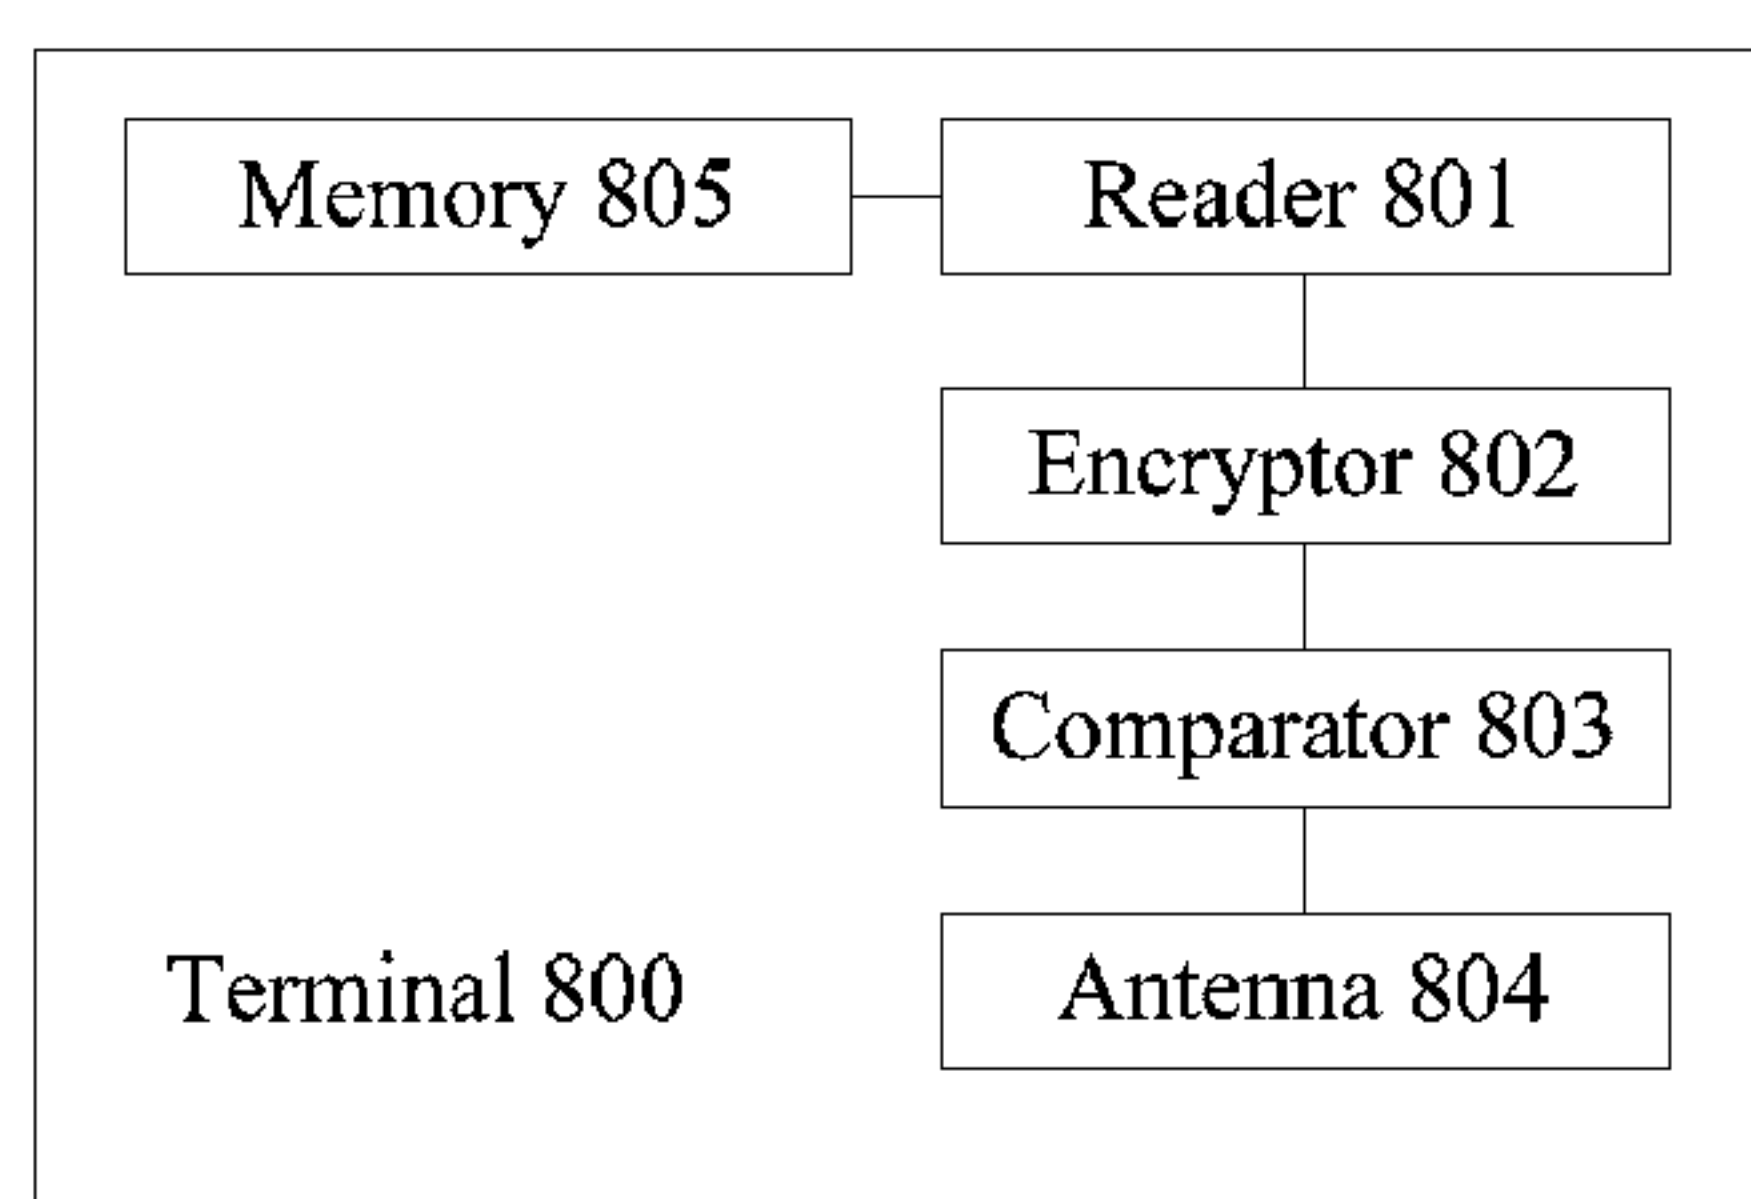 Memory 805
Reader 801
Encryptor 802
Comparator 803
Terminal 800
Antenna 804